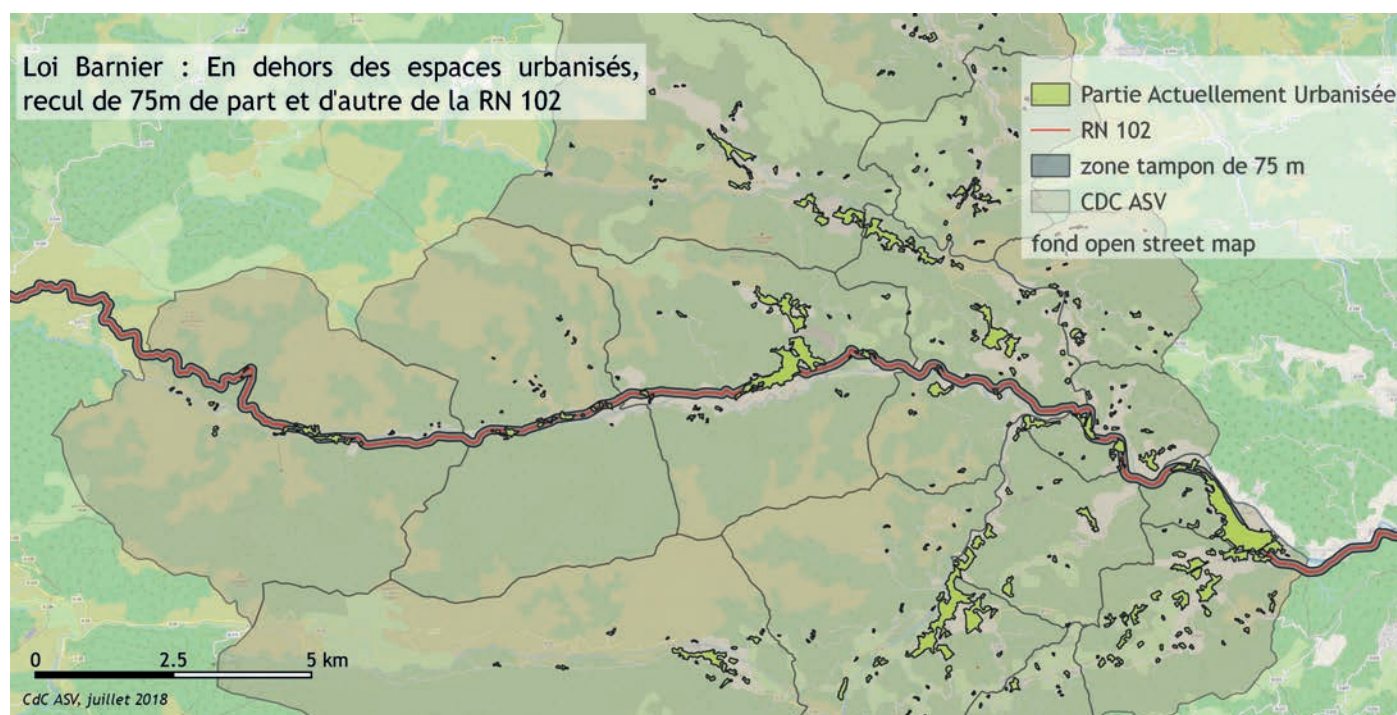 Loi Barnier : En dehors des espaces urbanisés,
recul de 75m de part et d'autre de la RN 102
Partie Actuellement Urbanisée
RN 102
zone tampon de 75 m
CDC ASV
fond open street map
0 2.5 5 km
CdC ASV, juillet 2018